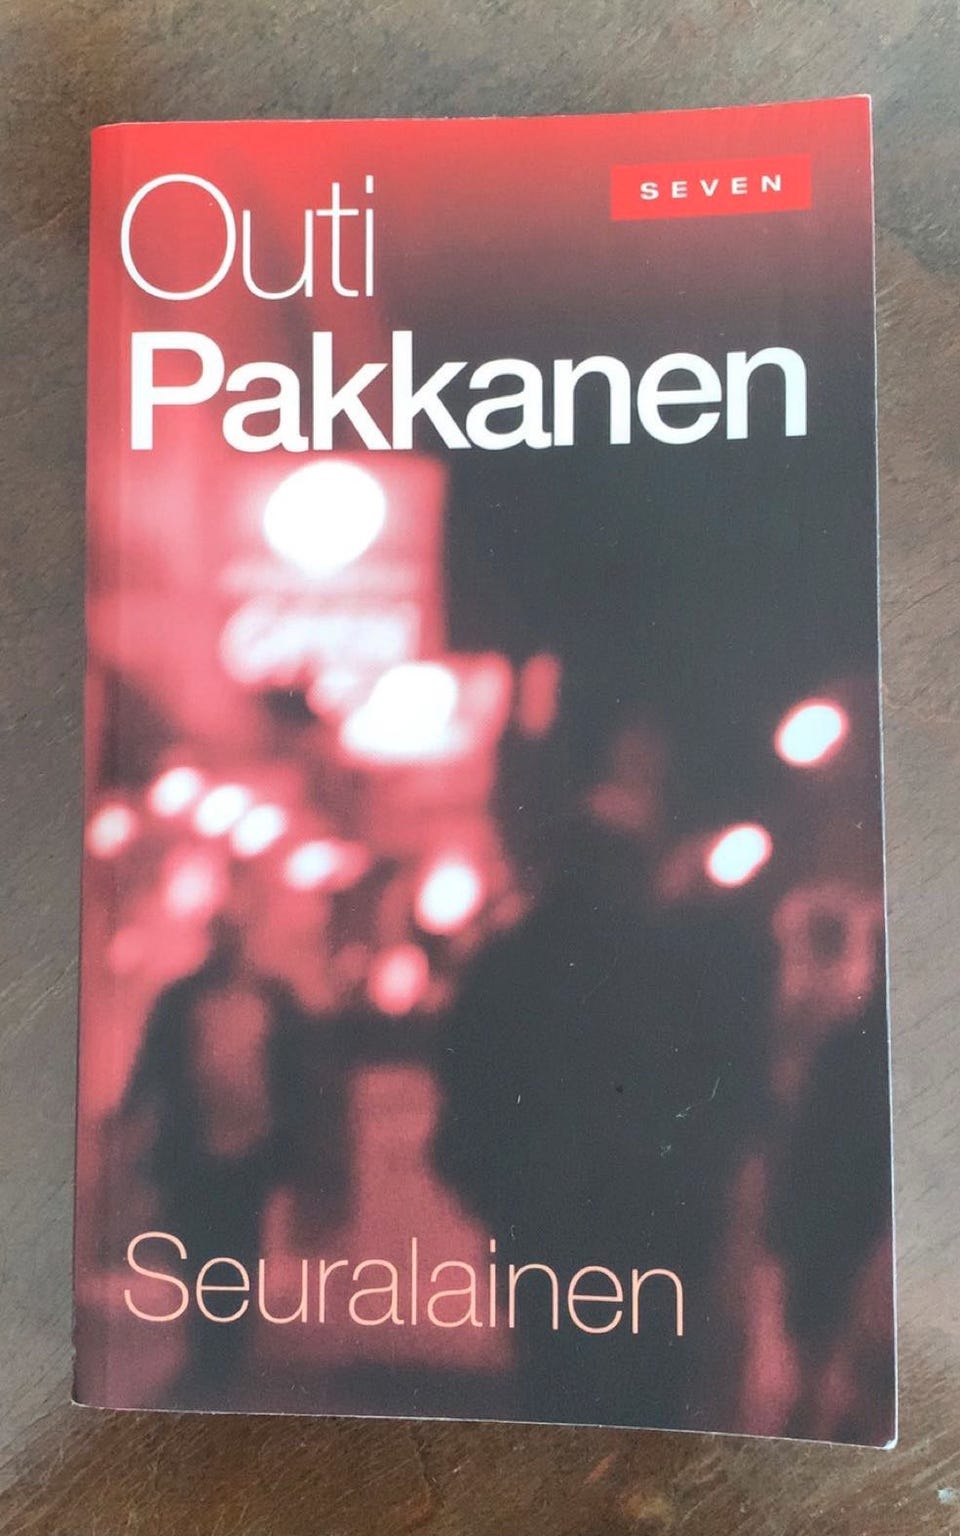 Outi
SEVEN
Pakkanen
Seuralainen